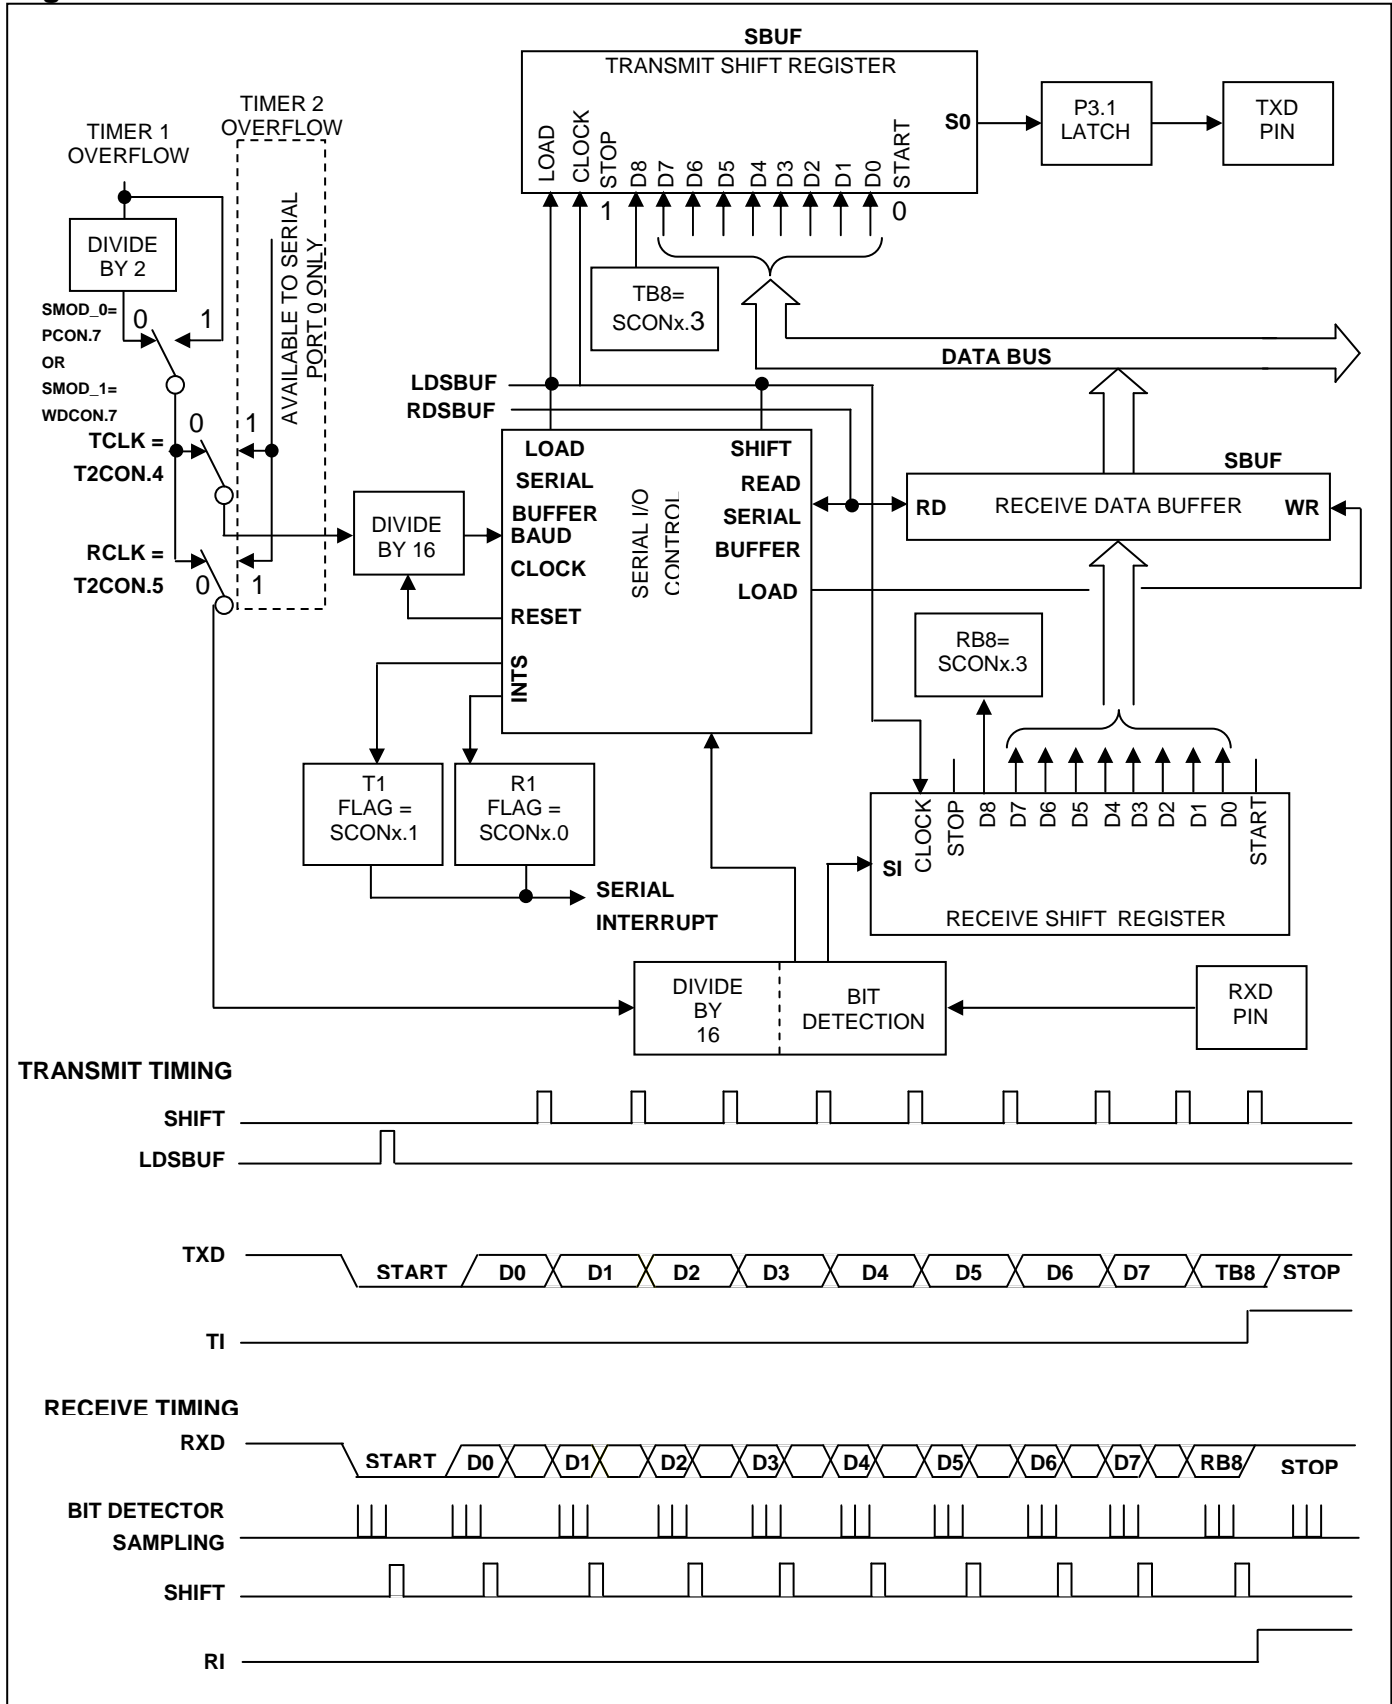 SBUF
TRANSMIT SHIFT REGISTER
LOAD
CLOCK
STOP
D8
D7
D6
D5
D4
D3
D2
D1
D0
START
S0
1
0
P3.1
LATCH
TXD
PIN
TIMER 1
OVERFLOW
TIMER 2
OVERFLOW
DIVIDE
BY 2
AVAILABLE TO SERIAL
PORT 0 ONLY
SMOD_0=
PCON.7
OR
SMOD_1=
WDCON.7
0
1
TB8=
SCONx.3
DATA BUS
LDSBUF
RDSBUF
TCLK =
T2CON.4
0
1
RCLK =
T2CON.5
0
1
DIVIDE
BY 16
LOAD
SERIAL
BUFFER
BAUD
CLOCK
RESET
INTS
SERIAL I/O
CONTROL
SHIFT
READ
SERIAL
BUFFER
LOAD
SBUF
RD
RECEIVE DATA BUFFER
WR
RB8=
SCONx.3
T1
FLAG =
SCONx.1
R1
FLAG =
SCONx.0
SERIAL
INTERRUPT
SI
CLOCK
STOP
D8
D7
D6
D5
D4
D3
D2
D1
D0
START
RECEIVE SHIFT REGISTER
DIVIDE
BY
16
BIT
DETECTION
RXD
PIN
TRANSMIT TIMING
SHIFT
LDSBUF
TXD
START D0 D1 D2 D3 D4 D5 D6 D7 TB8 STOP
TI
RECEIVE TIMING
RXD
START D0 D1 D2 D3 D4 D5 D6 D7 RB8 STOP
BIT DETECTOR
SAMPLING
SHIFT
RI